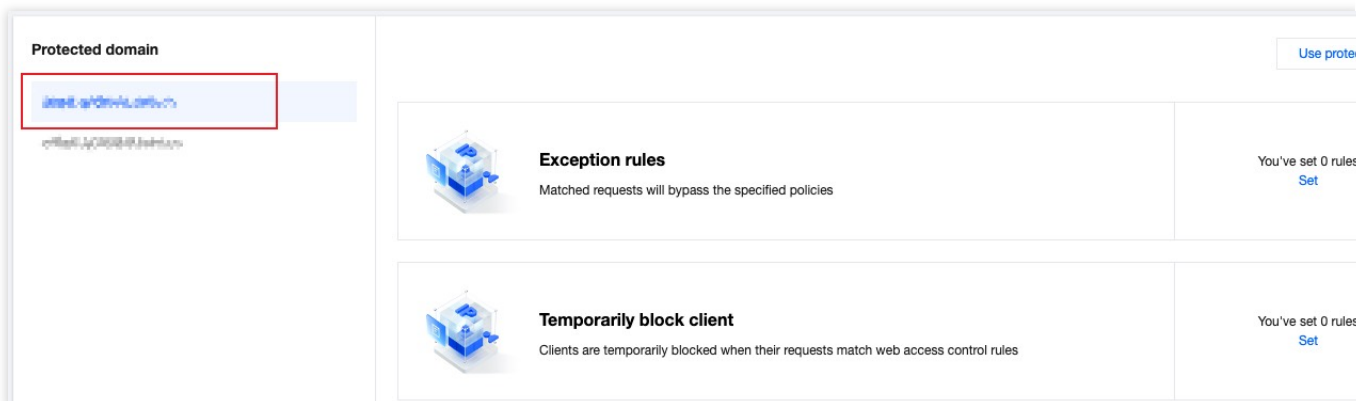 Protected domain
Use protec
Exception rules
Matched requests will bypass the specified policies
You've set 0 rules
Set
Temporarily block client
Clients are temporarily blocked when their requests match web access control rules
You've set 0 rules
Set